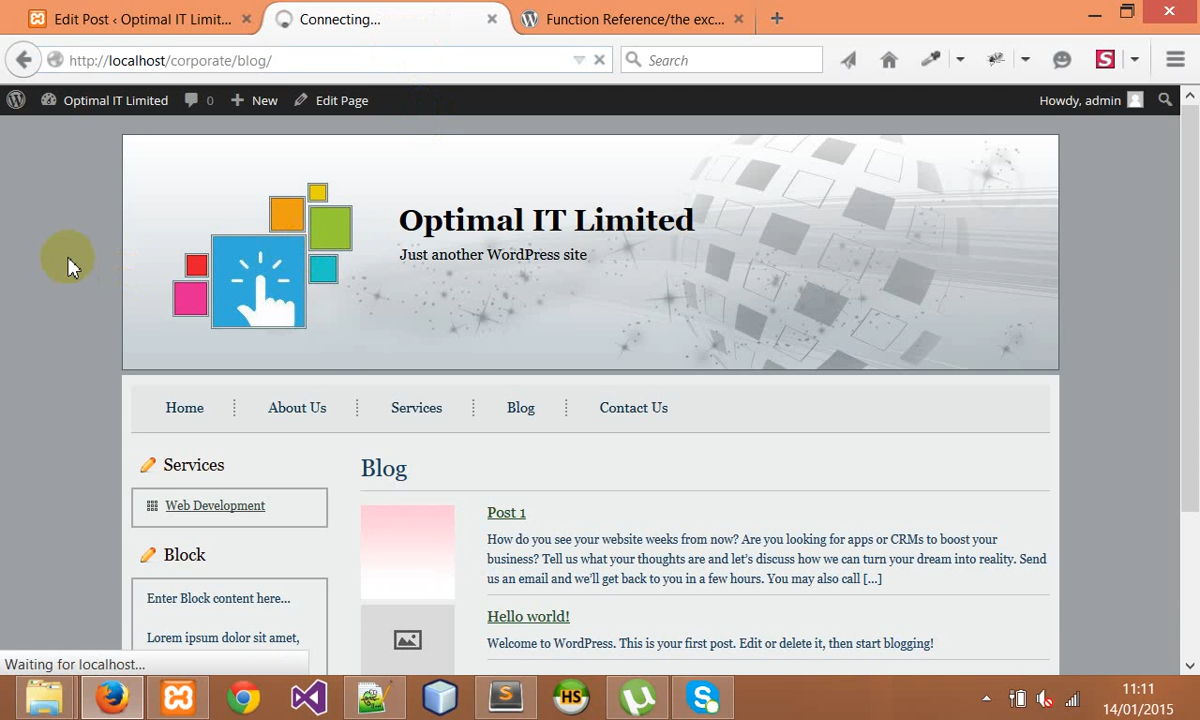 Edit Post ‹ Optimal IT Limit...
Connecting...
Function Reference/the exc...
http://localhost/corporate/blog/
Search
S
Optimal IT Limited
0
New
Edit Page
Howdy, admin
Optimal IT Limited
Just another WordPress site
Home
About Us
Services
Blog
Contact Us
Services
Web Development
Block
Enter Block content here...
Lorem ipsum dolor sit amet,
Blog
Post 1
How do you see your website weeks from now? Are you looking for apps or CRMs to boost your
business? Tell us what your thoughts are and let’s discuss how we can turn your dream into reality. Send
us an email and we’ll get back to you in a few hours. You may also call […]
Hello world!
Welcome to WordPress. This is your first post. Edit or delete it, then start blogging!
Waiting for localhost...
HS
11:11
14/01/2015